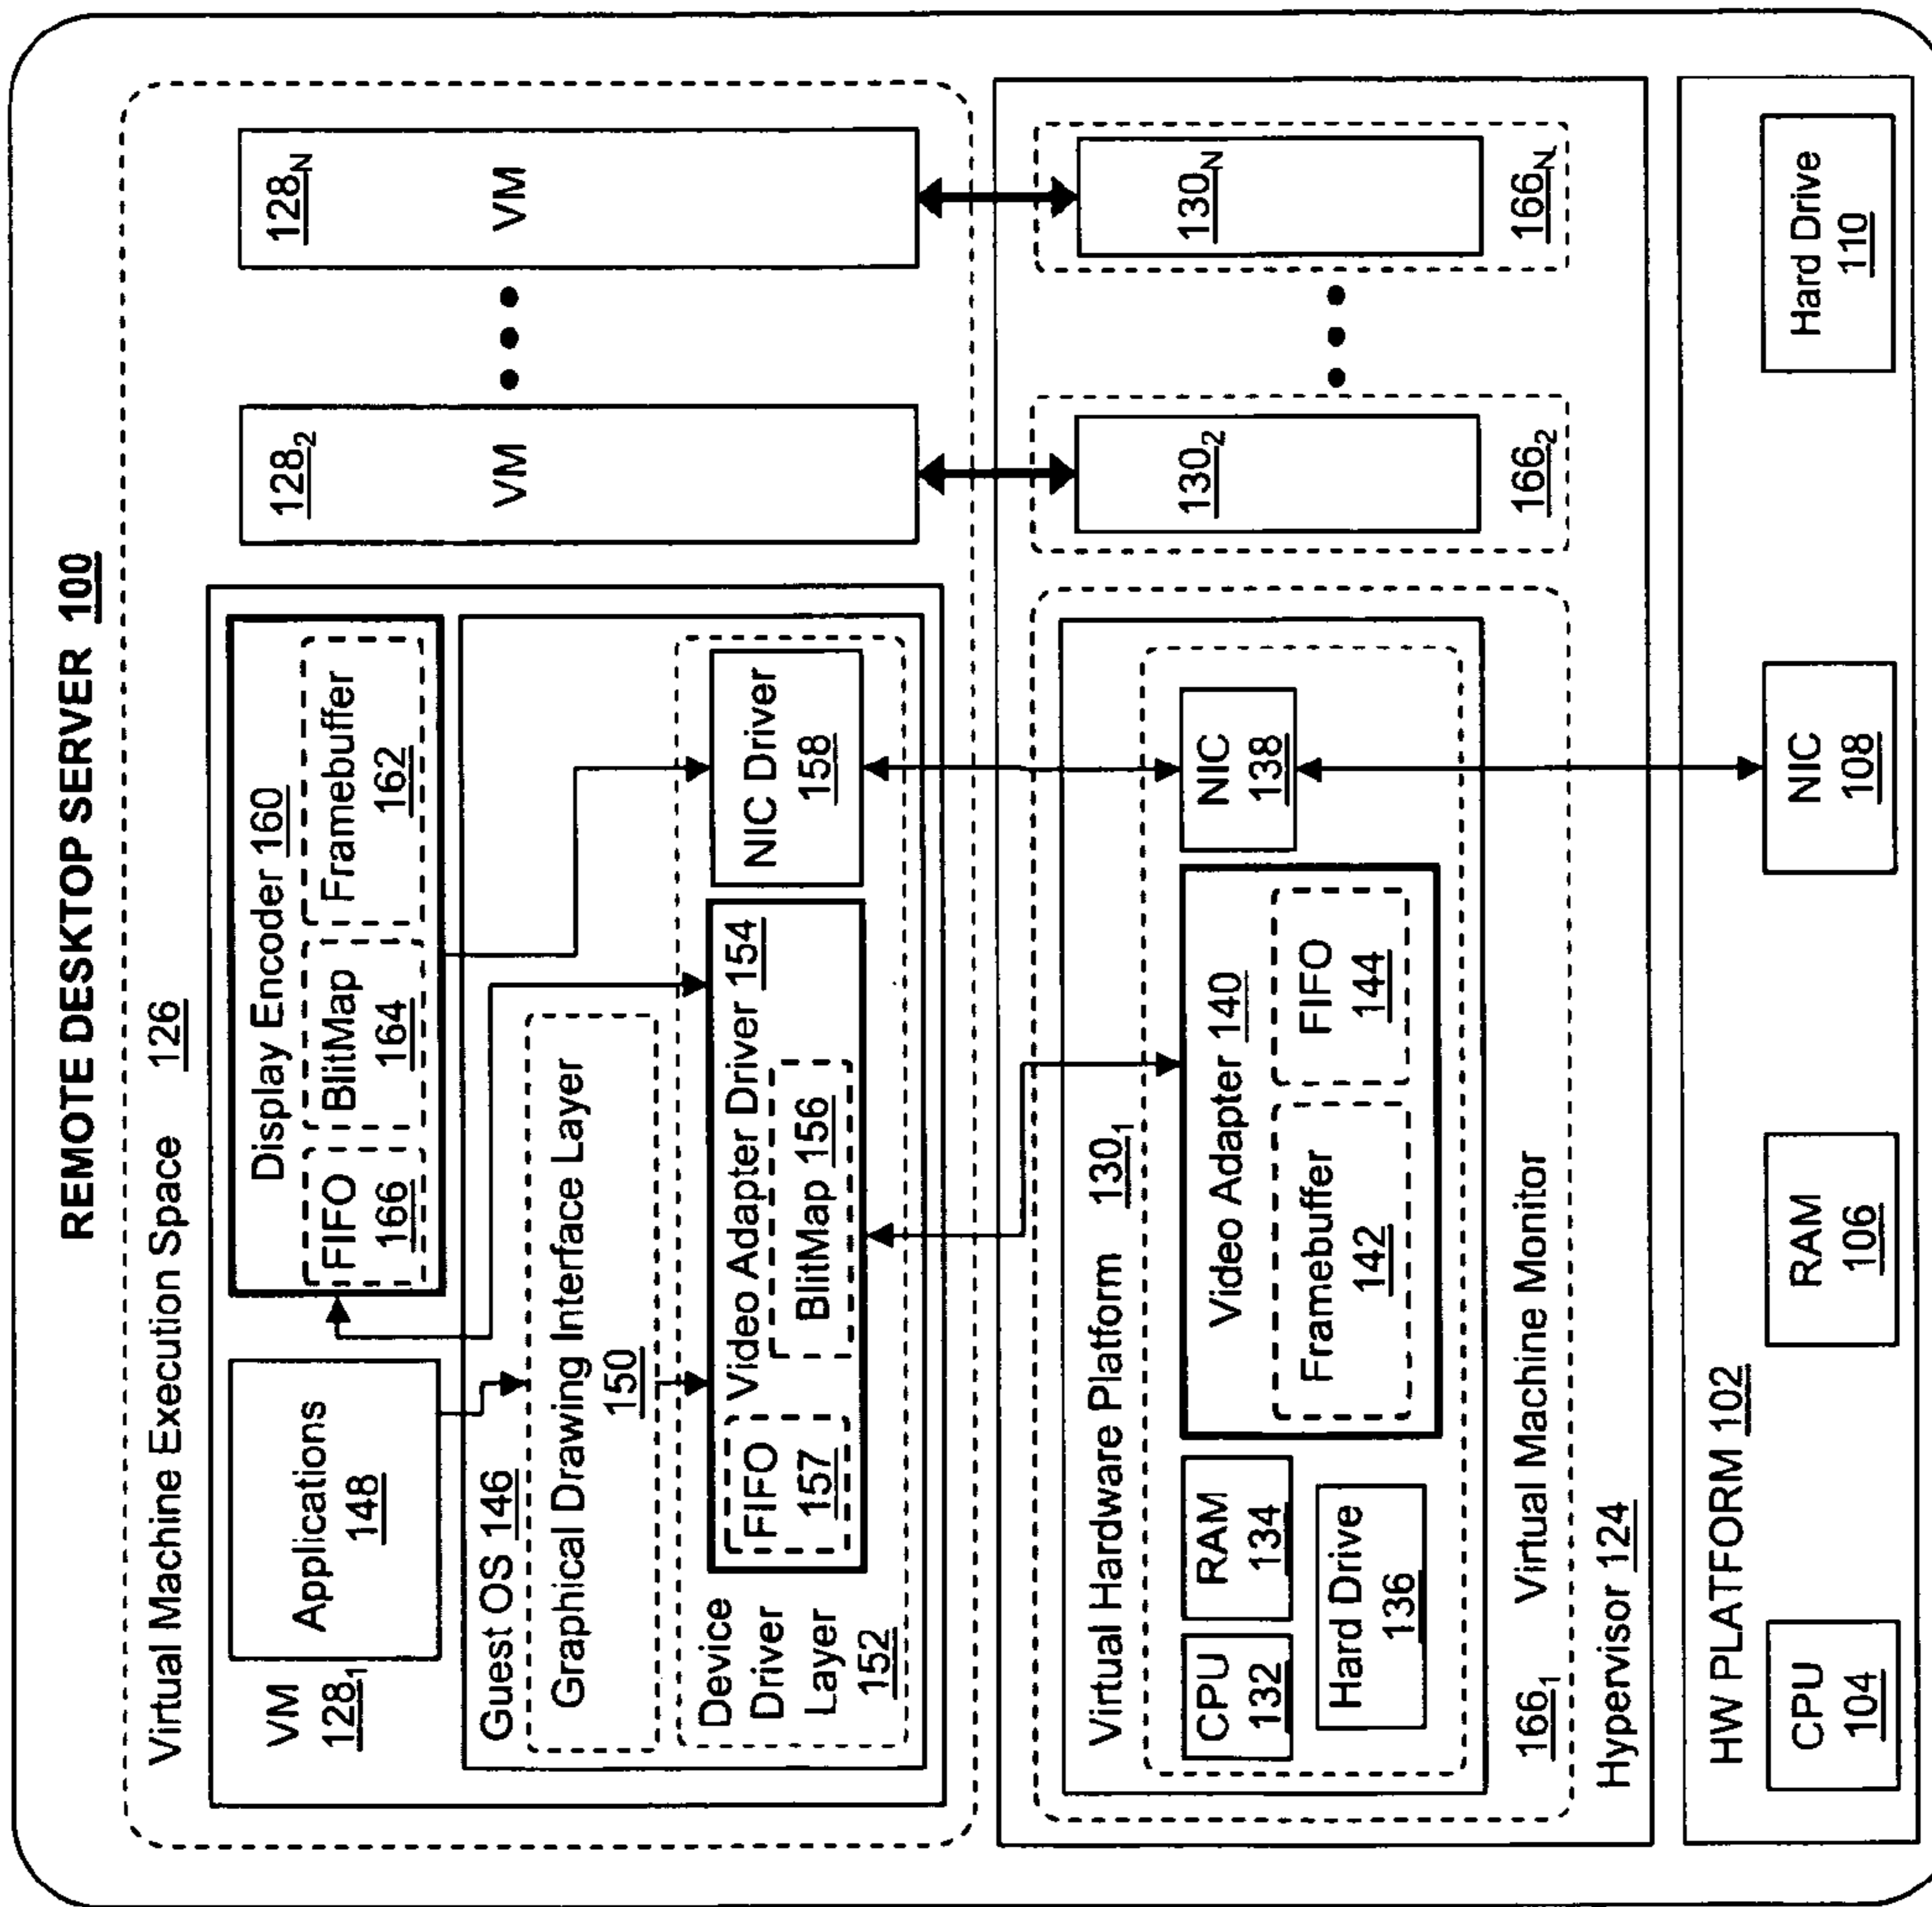 REMOTE DESKTOP SERVER 100
Virtual Machine Execution Space 126
VM
128₁
Applications
148
Display Encoder 160
FIFO
166
BlitMap
164
Framebuffer
162
Guest OS 146
Graphical Drawing Interface Layer
150
Device
Driver
Layer
152
Video Adapter Driver 154
FIFO
157
BlitMap 156
NIC Driver
158
128₂
VM
128N
VM
Virtual Hardware Platform 130₁
CPU
132
RAM
134
Hard Drive
136
Video Adapter 140
Framebuffer
142
FIFO
144
NIC
138
166₁ Virtual Machine Monitor
130₂
166₂
130N
166N
Hypervisor 124
HW PLATFORM 102
CPU
104
RAM
106
NIC
108
Hard Drive
110